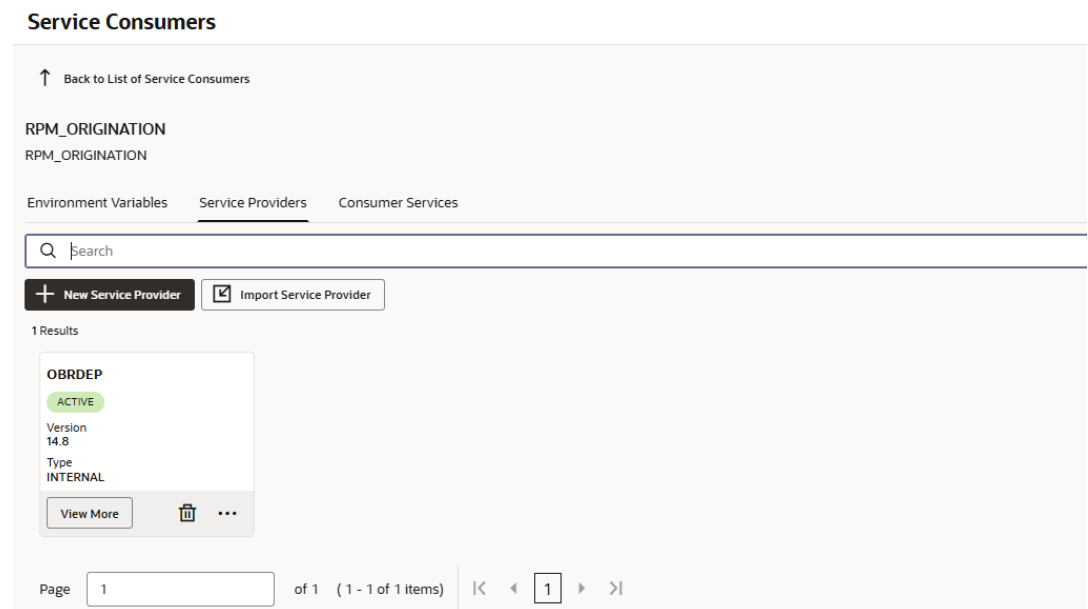 Service Consumers
Back to List of Service Consumers
RPM_ORIGINATION
RPM_ORIGINATION
Environment Variables Service Providers Consumer Services
Search
New Service Provider Import Service Provider
1 Results
OBRDEP
ACTIVE
Version
14.8
Type
INTERNAL
View More
Page 1 of 1 (1 - 1 of 1 items) 1